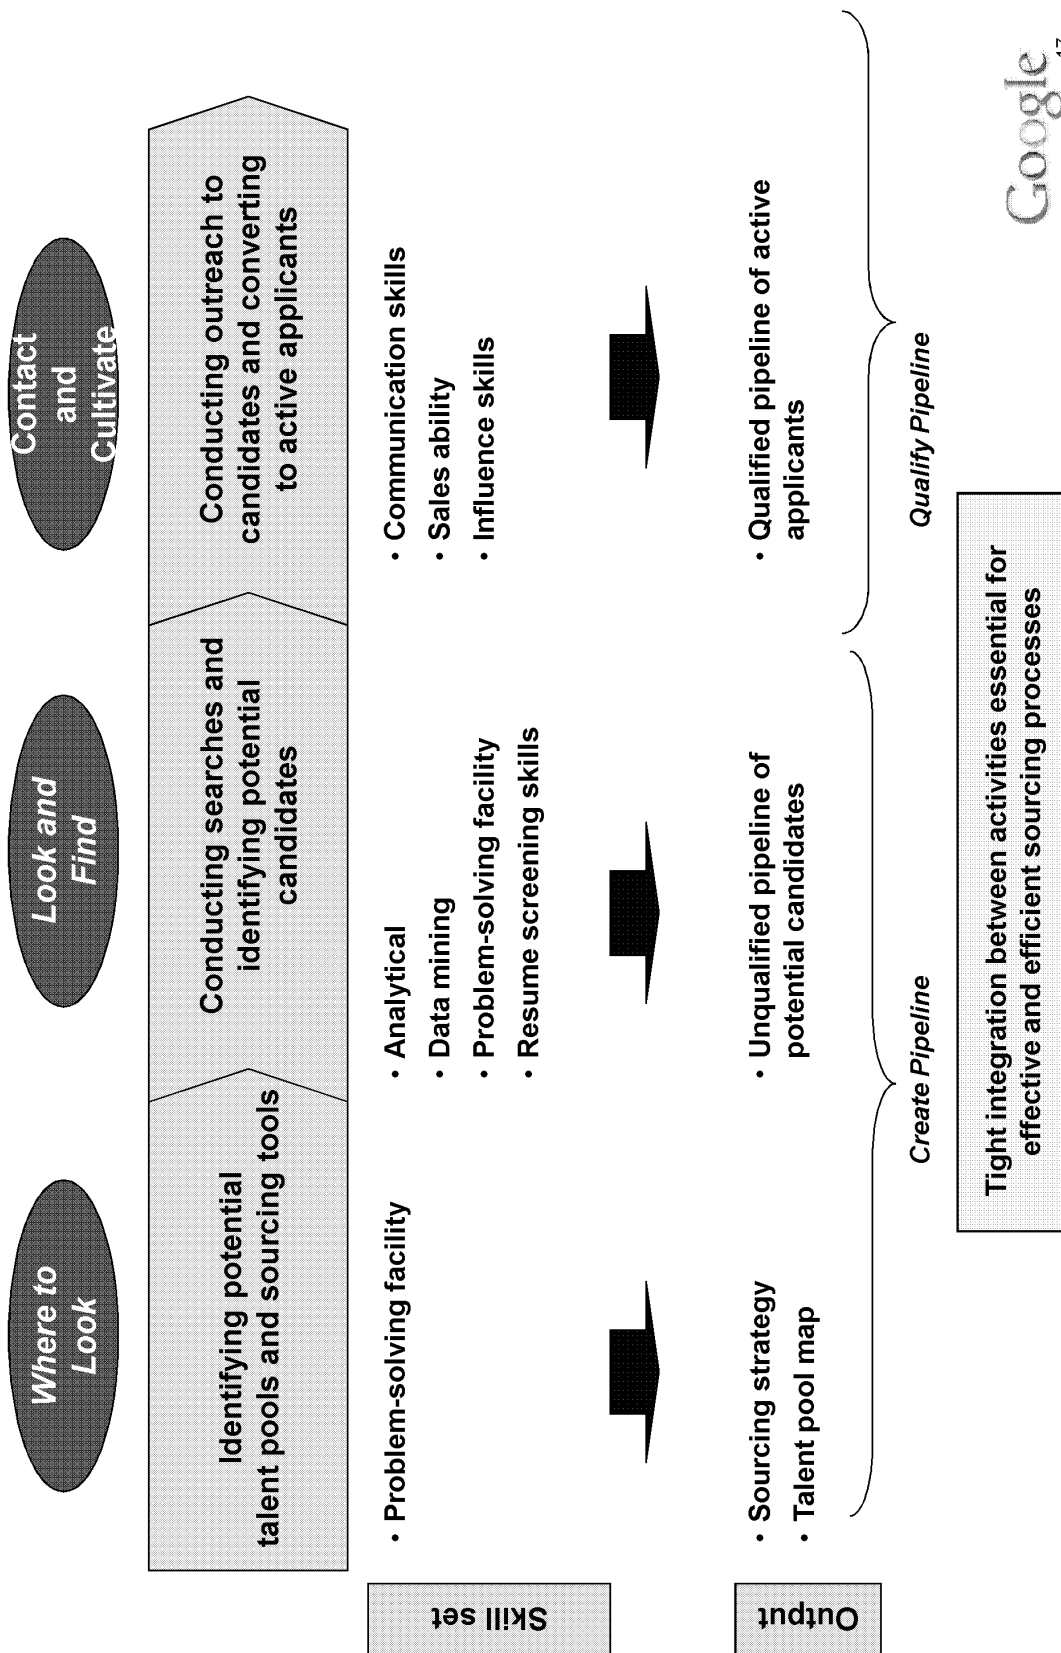 Where to
Look
Look and
Find
Contact
and
Cultivate
Identifying potential
talent pools and sourcing tools
Conducting searches and
identifying potential
candidates
Conducting outreach to
candidates and converting
to active applicants
Skill set
• Problem-solving facility
• Analytical
• Data mining
• Problem-solving facility
• Resume screening skills
• Communication skills
• Sales ability
• Influence skills
Output
• Sourcing strategy
• Talent pool map
• Unqualified pipeline of
potential candidates
• Qualified pipeline of active
applicants
Create Pipeline
Qualify Pipeline
Tight integration between activities essential for
effective and efficient sourcing processes
Google